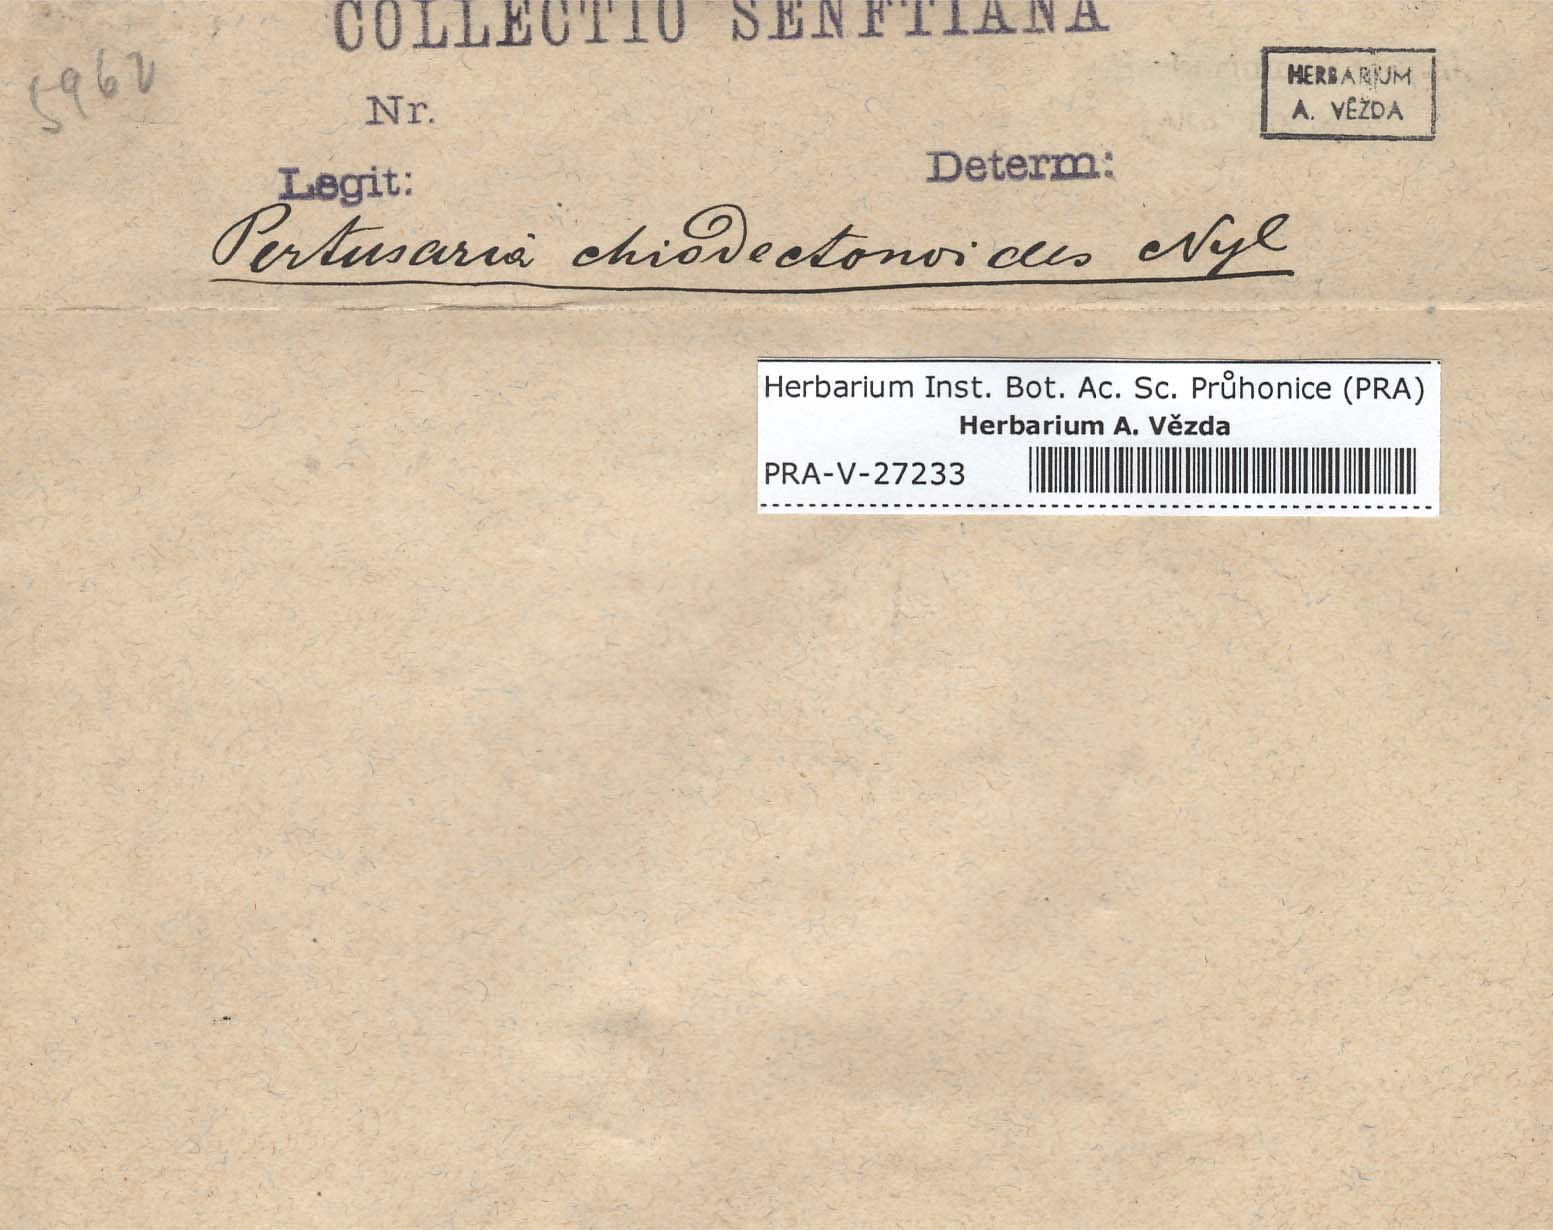 COLLECTIO SENFTIANA
5962
HERBARIUM
A. VĚZDA
Nr.
Legit:
Determ:
Pertusaria chiodectonoides Nyl
Herbarium Inst. Bot. Ac. Sc. Průhonice (PRA)
Herbarium A. Vězda
PRA-V-27233